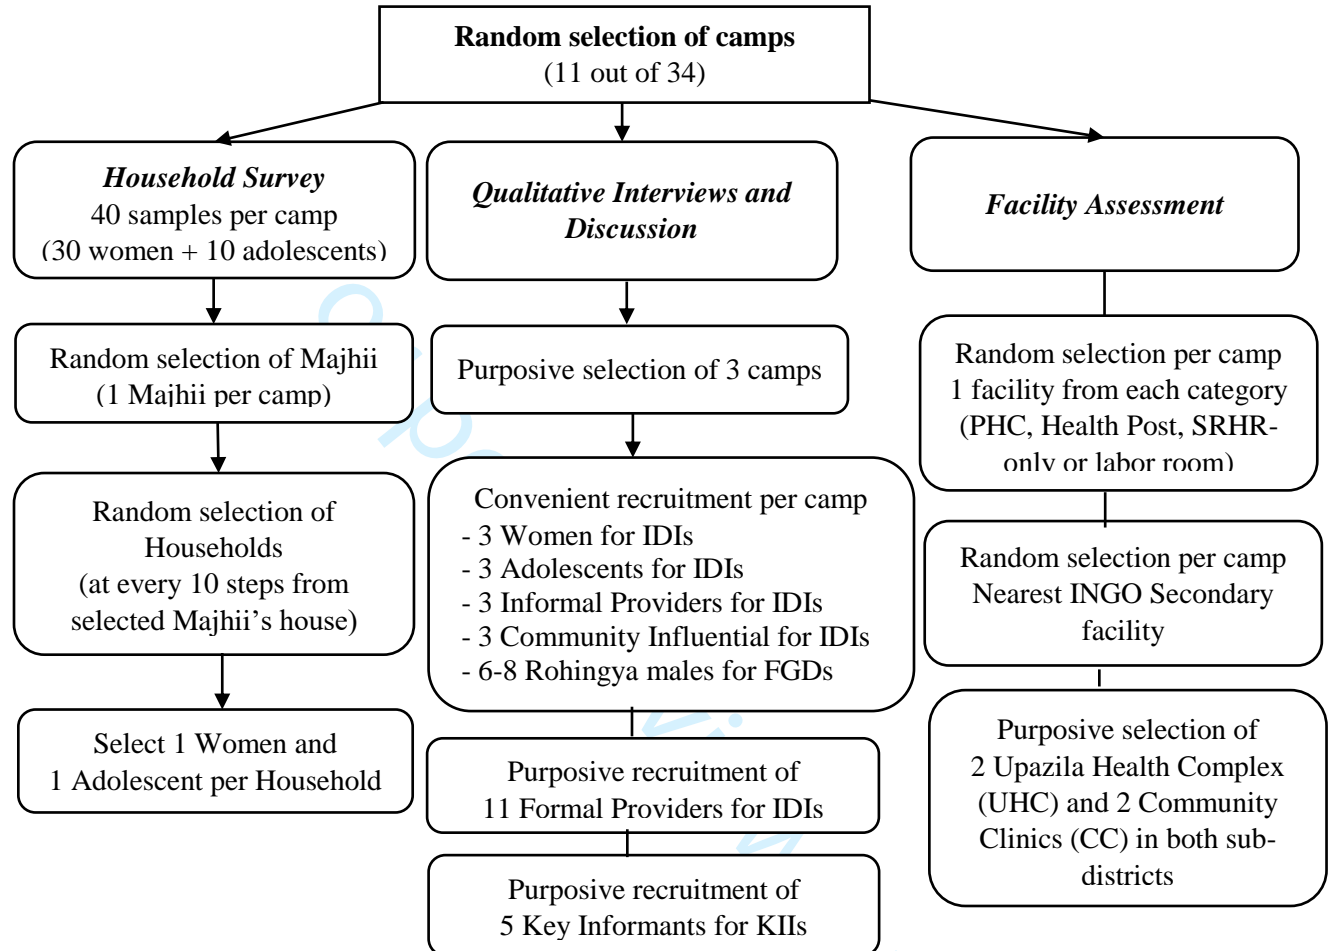 Random selection of camps
(11 out of 34)
Household Survey
40 samples per camp
(30 women + 10 adolescents)
Random selection of Majhii
(1 Majhii per camp)
Random selection of
Households
(at every 10 steps from
selected Majhii’s house)
Select 1 Women and
1 Adolescent per Household
Qualitative Interviews and
Discussion
Purposive selection of 3 camps
Convenient recruitment per camp
- 3 Women for IDIs
- 3 Adolescents for IDIs
- 3 Informal Providers for IDIs
- 3 Community Influential for IDIs
- 6-8 Rohingya males for FGDs
Purposive recruitment of
11 Formal Providers for IDIs
Purposive recruitment of
5 Key Informants for KIIs
Facility Assessment
Random selection per camp
1 facility from each category
(PHC, Health Post, SRHR-
only or labor room)
Random selection per camp
Nearest INGO Secondary
facility
Purposive selection of
2 Upazila Health Complex
(UHC) and 2 Community
Clinics (CC) in both sub-
districts